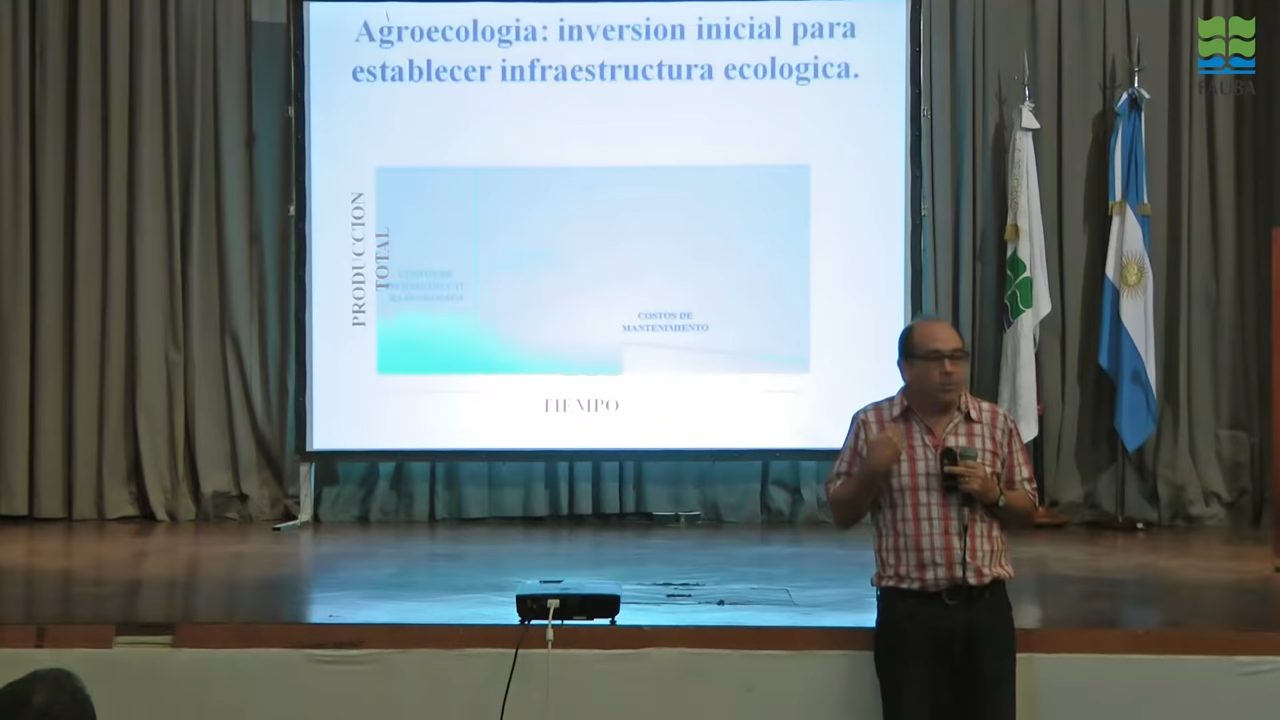 Agroecologia: inversion inicial para
establecer infraestructura ecologica.
PRODUCCION
TOTAL
COSTOS DE
MANTENIMIENTO
TIEMPO
FAUBA